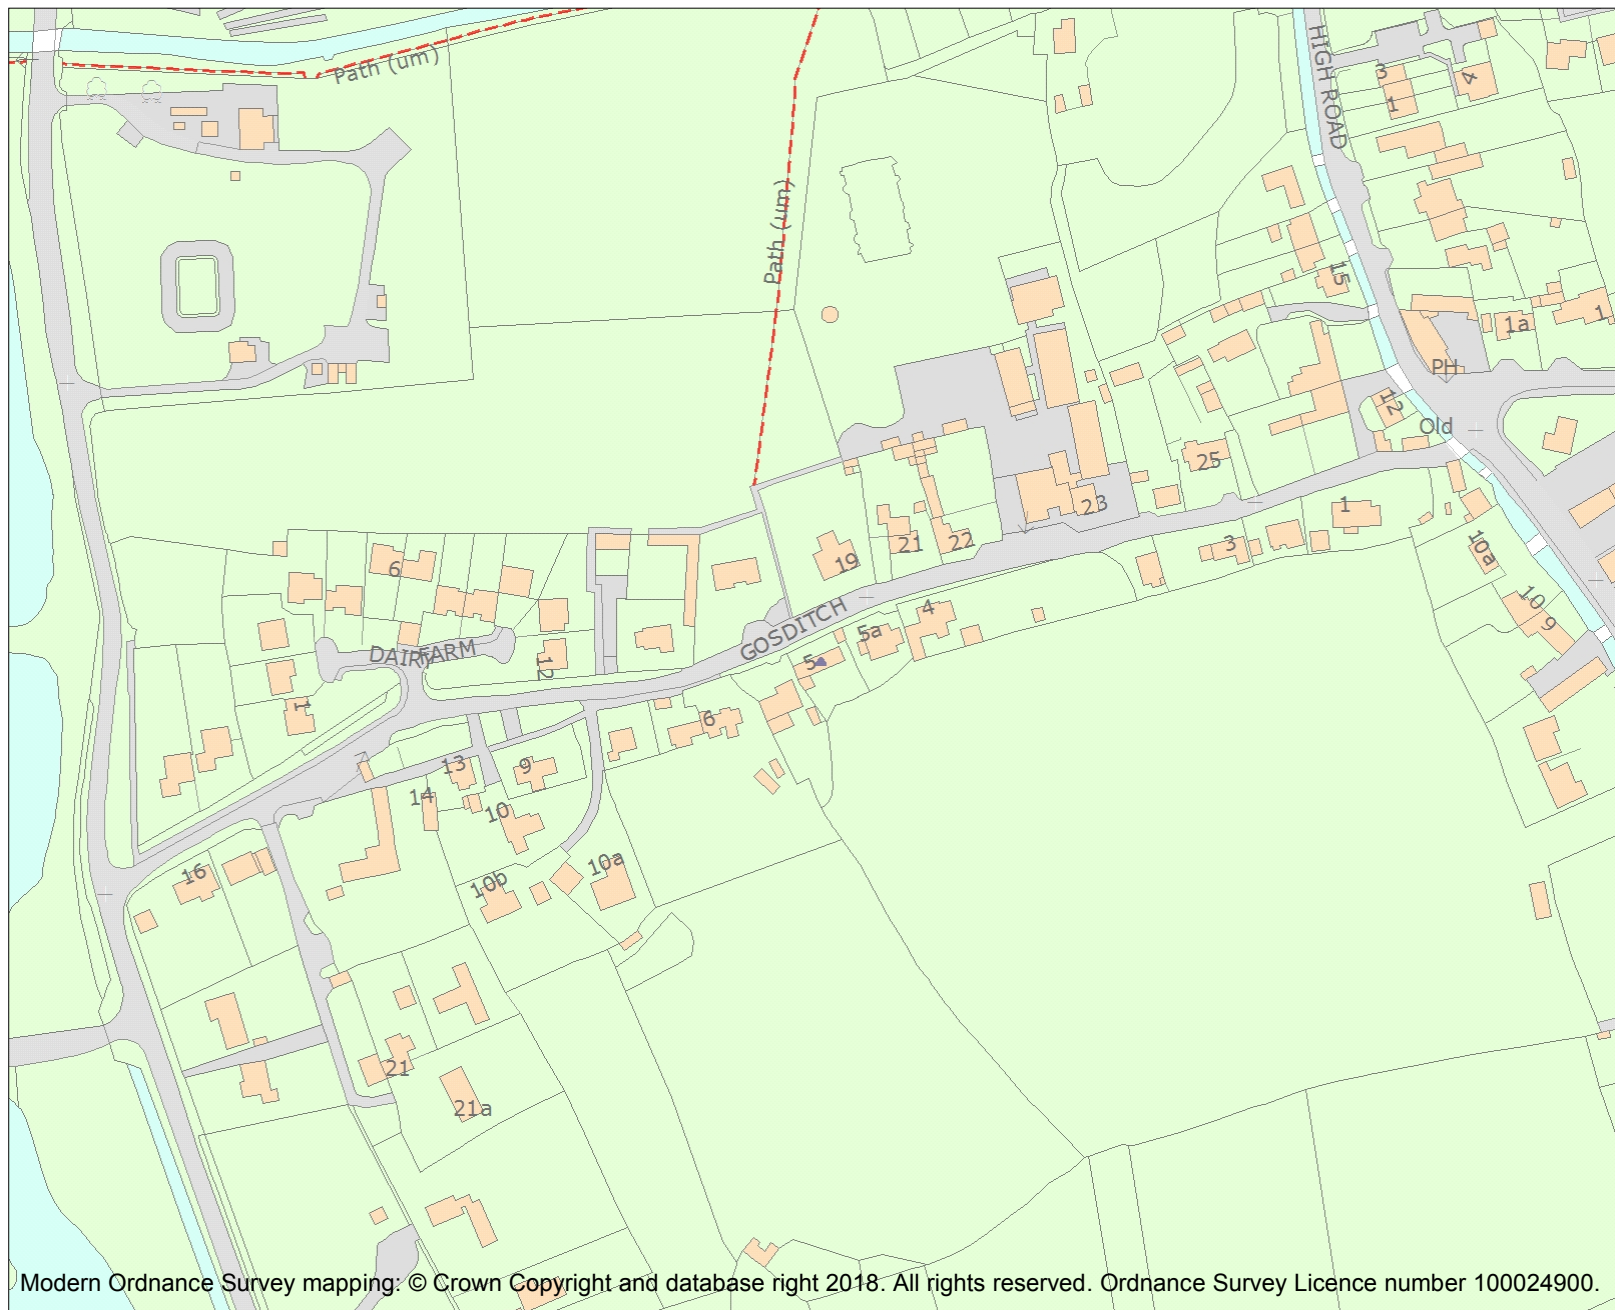 Path (um)
HIGH ROAD
3
1
4
Path (um)
15
1a
1
PH
12
Old
25
23
1
3
10a
10
9
19
21
22
4
5a
5
GOSDITCH
6
DAIRY FARM
12
1
6
13
9
14
10
10a
10b
16
21
21a
Modern Ordnance Survey mapping: © Crown Copyright and database right 2018. All rights reserved. Ordnance Survey Licence number 100024900.